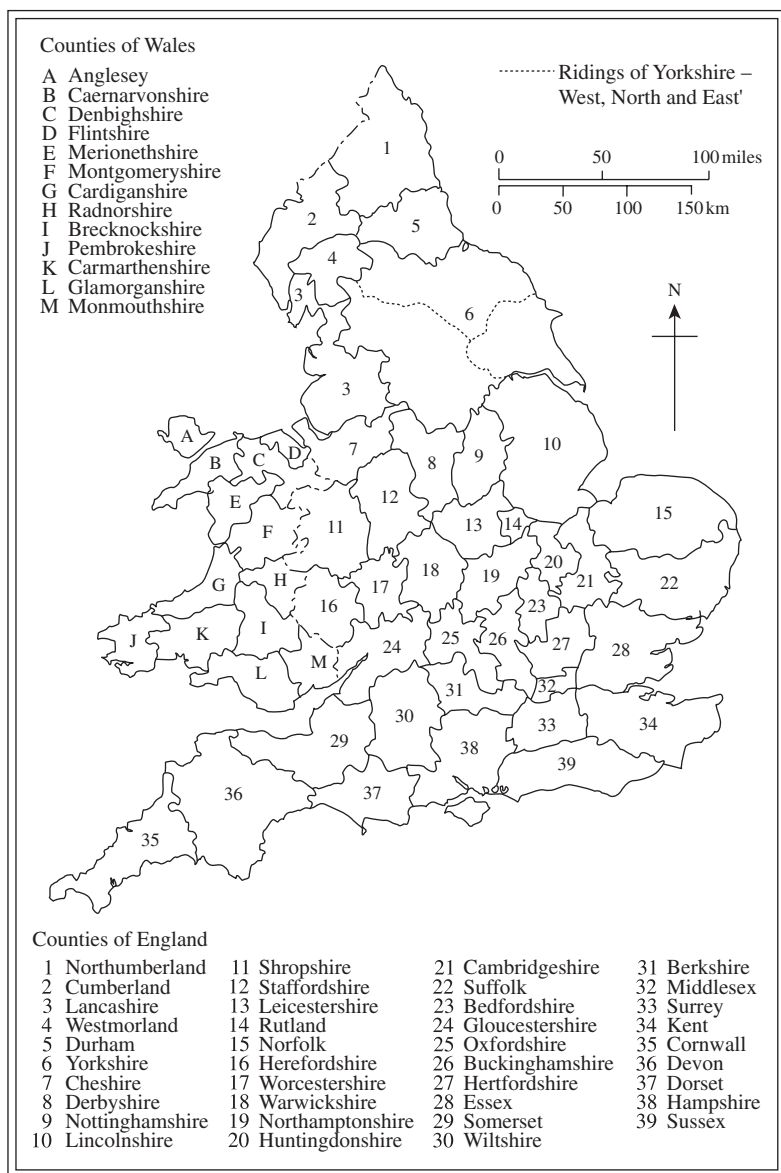 Counties of Wales
A Anglesey
B Caernarvonshire
C Denbighshire
D Flintshire
E Merionethshire
F Montgomeryshire
G Cardiganshire
H Radnorshire
I Brecknockshire
J Pembrokeshire
K Carmarthenshire
L Glamorganshire
M Monmouthshire
Ridings of Yorkshire –
West, North and East'
0 50 100 miles
0 50 100 150 km
N
1
2
5
4
3
6
3
A
B
C
D
7
8
9
10
E
F
11
12
13
14
15
G
H
16
17
18
19
20
21
22
23
J
K
I
L
M
24
25
26
27
28
29
30
31
32
33
34
35
36
37
38
39
Counties of England
1 Northumberland
2 Cumberland
3 Lancashire
4 Westmorland
5 Durham
6 Yorkshire
7 Cheshire
8 Derbyshire
9 Nottinghamshire
10 Lincolnshire
11 Shropshire
12 Staffordshire
13 Leicestershire
14 Rutland
15 Norfolk
16 Herefordshire
17 Worcestershire
18 Warwickshire
19 Northamptonshire
20 Huntingdonshire
21 Cambridgeshire
22 Suffolk
23 Bedfordshire
24 Gloucestershire
25 Oxfordshire
26 Buckinghamshire
27 Hertfordshire
28 Essex
29 Somerset
30 Wiltshire
31 Berkshire
32 Middlesex
33 Surrey
34 Kent
35 Cornwall
36 Devon
37 Dorset
38 Hampshire
39 Sussex